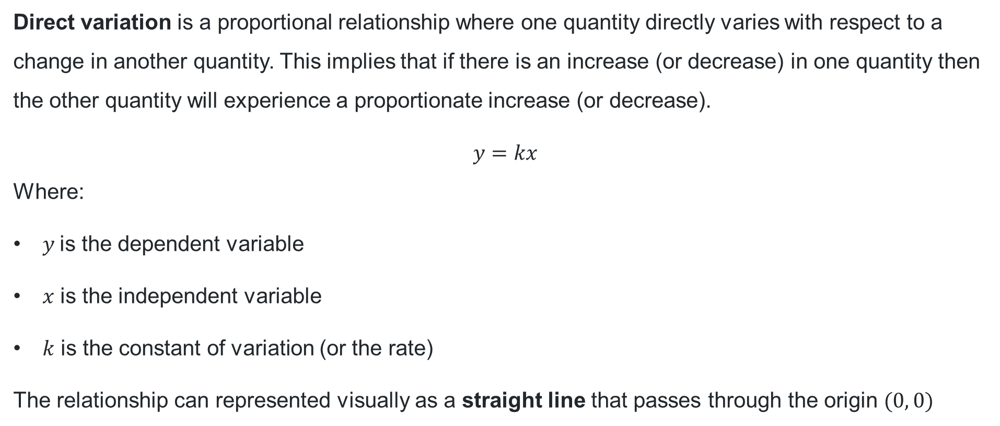 Direct variation is a proportional relationship where one quantity directly varies with respect to a
change in another quantity. This implies that if there is an increase (or decrease) in one quantity then
the other quantity will experience a proportionate increase (or decrease).
y = kx
Where:
• y is the dependent variable
• x is the independent variable
• k is the constant of variation (or the rate)
The relationship can represented visually as a straight line that passes through the origin (0, 0)